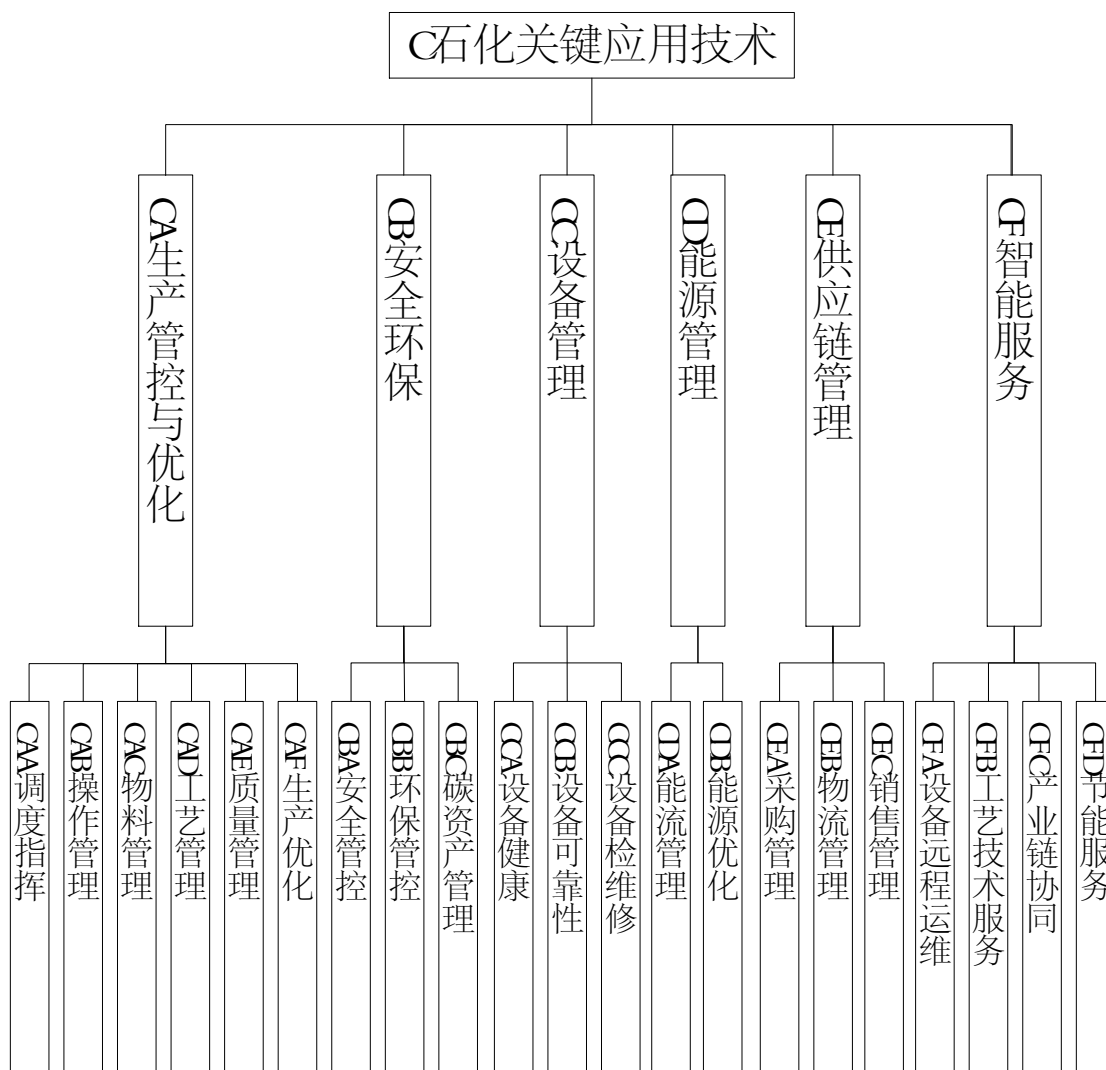 C石化关键应用技术
CA生产管控与优化
CB安全环保
CC设备管理
CD能源管理
CE供应链管理
CF智能服务
CAA调度指挥
CAB操作管理
CAC物料管理
CAD工艺管理
CAE质量管理
CAF生产优化
CBA安全管控
CBB环保管控
CBC碳资产管理
CCA设备健康
CCB设备可靠性
CCC设备检维修
CDA能流管理
CDB能源优化
CEA采购管理
CEB物流管理
CEC销售管理
CFA设备远程运维
CFB工艺技术服务
CFC产业链协同
CFD节能服务